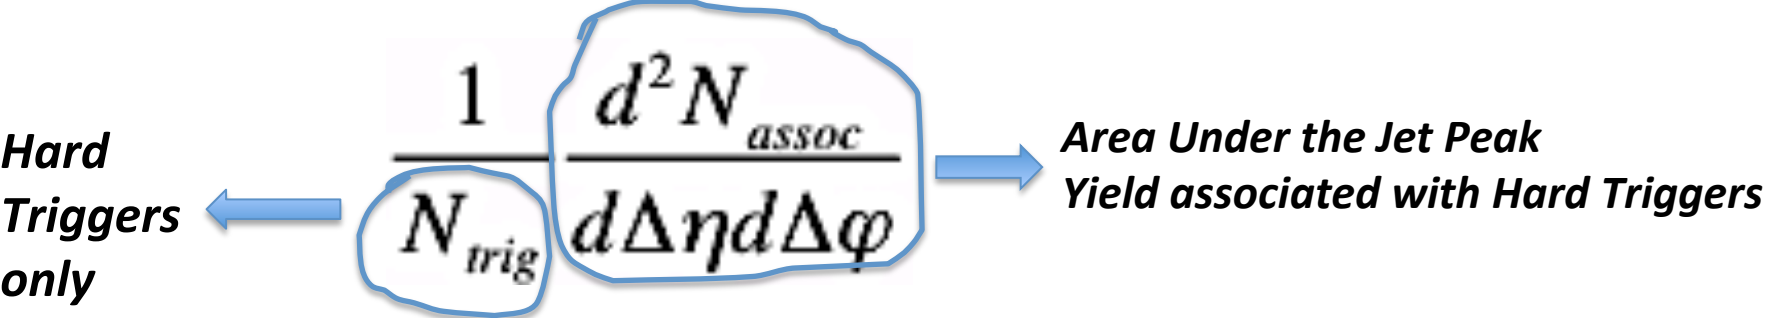 Hard
Triggers
only
1
N_trig
d²N_assoc
dΔηdΔφ
Area Under the Jet Peak
Yield associated with Hard Triggers